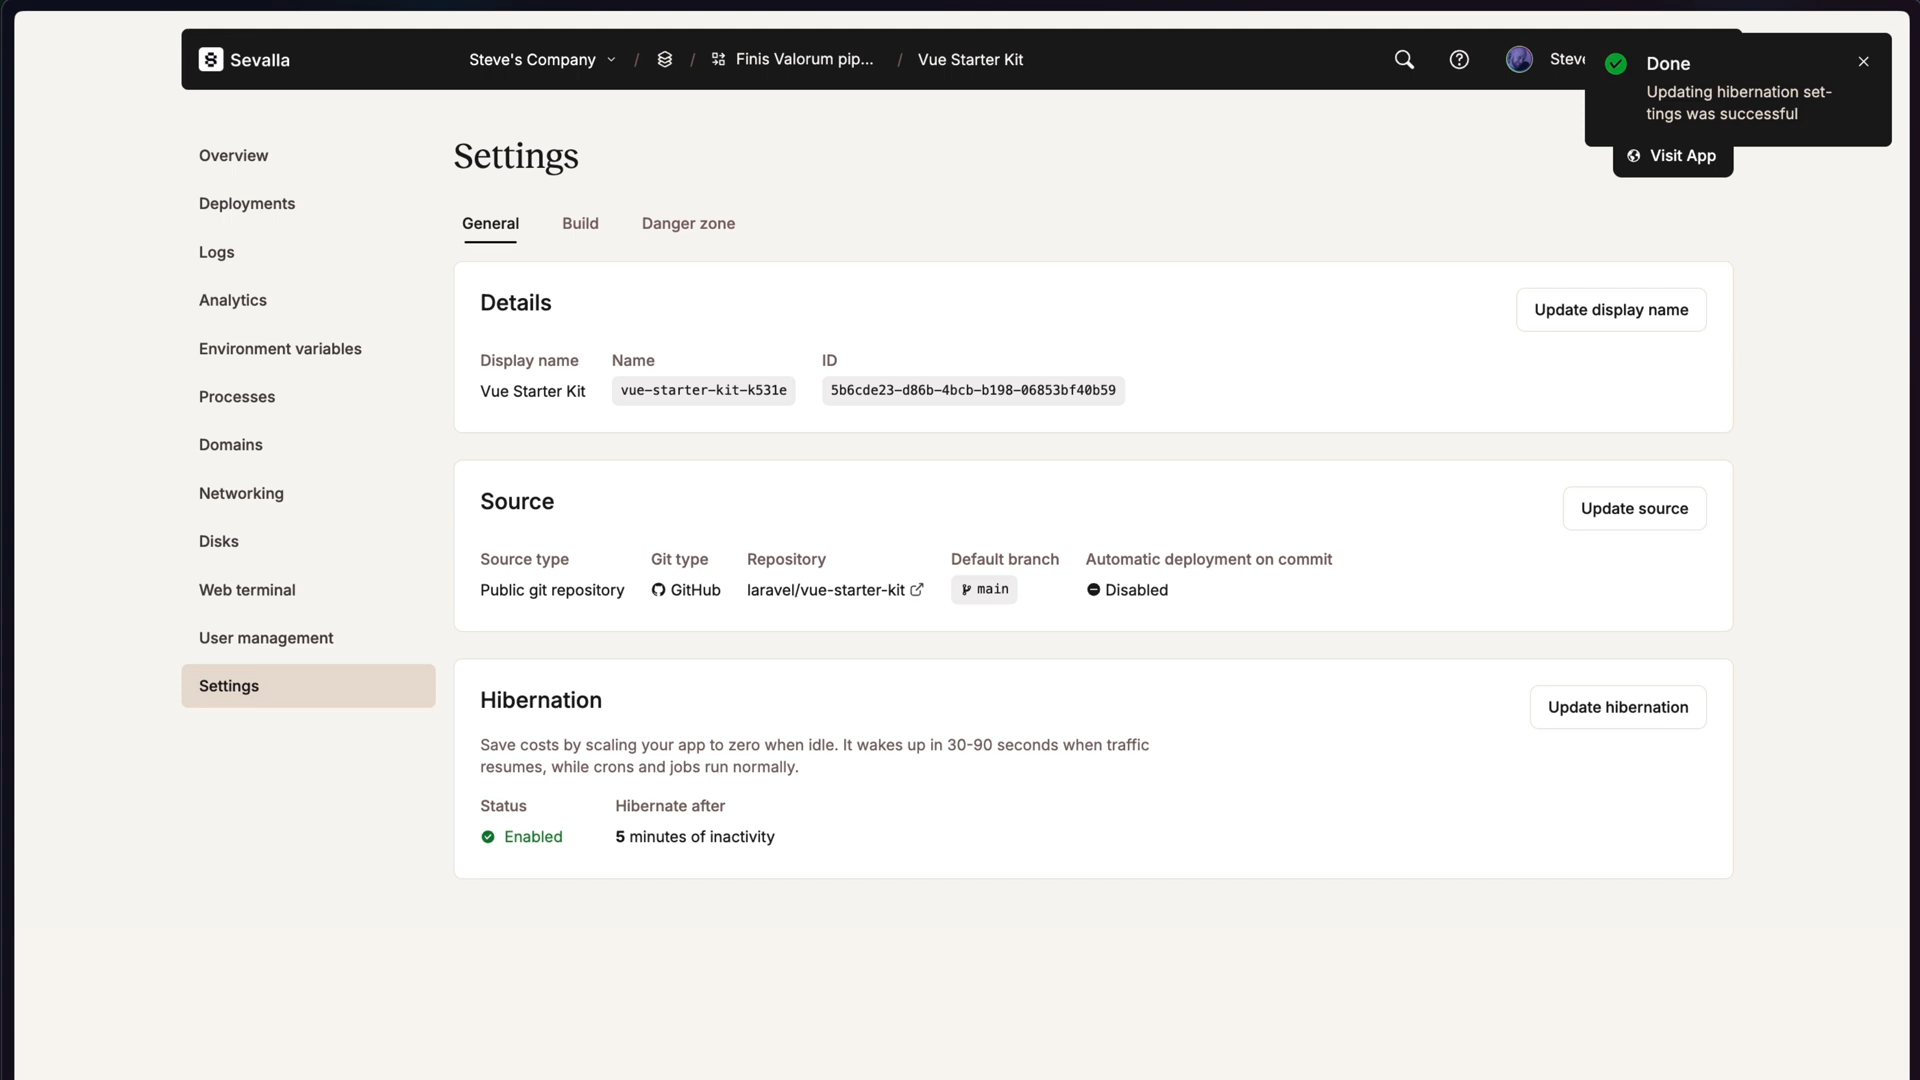 Sevalla
Steve's Company / / Finis Valorum pip... / Vue Starter Kit
Steve
Done
Updating hibernation set-
tings was successful
Visit App
Overview
Deployments
Logs
Analytics
Environment variables
Processes
Domains
Networking
Disks
Web terminal
User management
Settings
Settings
General Build Danger zone
Details
Update display name
Display name Name ID
Vue Starter Kit vue-starter-kit-k531e 5b6cde23-d86b-4bcb-b198-06853bf40b59
Source
Update source
Source type Git type Repository Default branch Automatic deployment on commit
Public git repository GitHub laravel/vue-starter-kit main Disabled
Hibernation
Update hibernation
Save costs by scaling your app to zero when idle. It wakes up in 30-90 seconds when traffic
resumes, while crons and jobs run normally.
Status Hibernate after
Enabled 5 minutes of inactivity